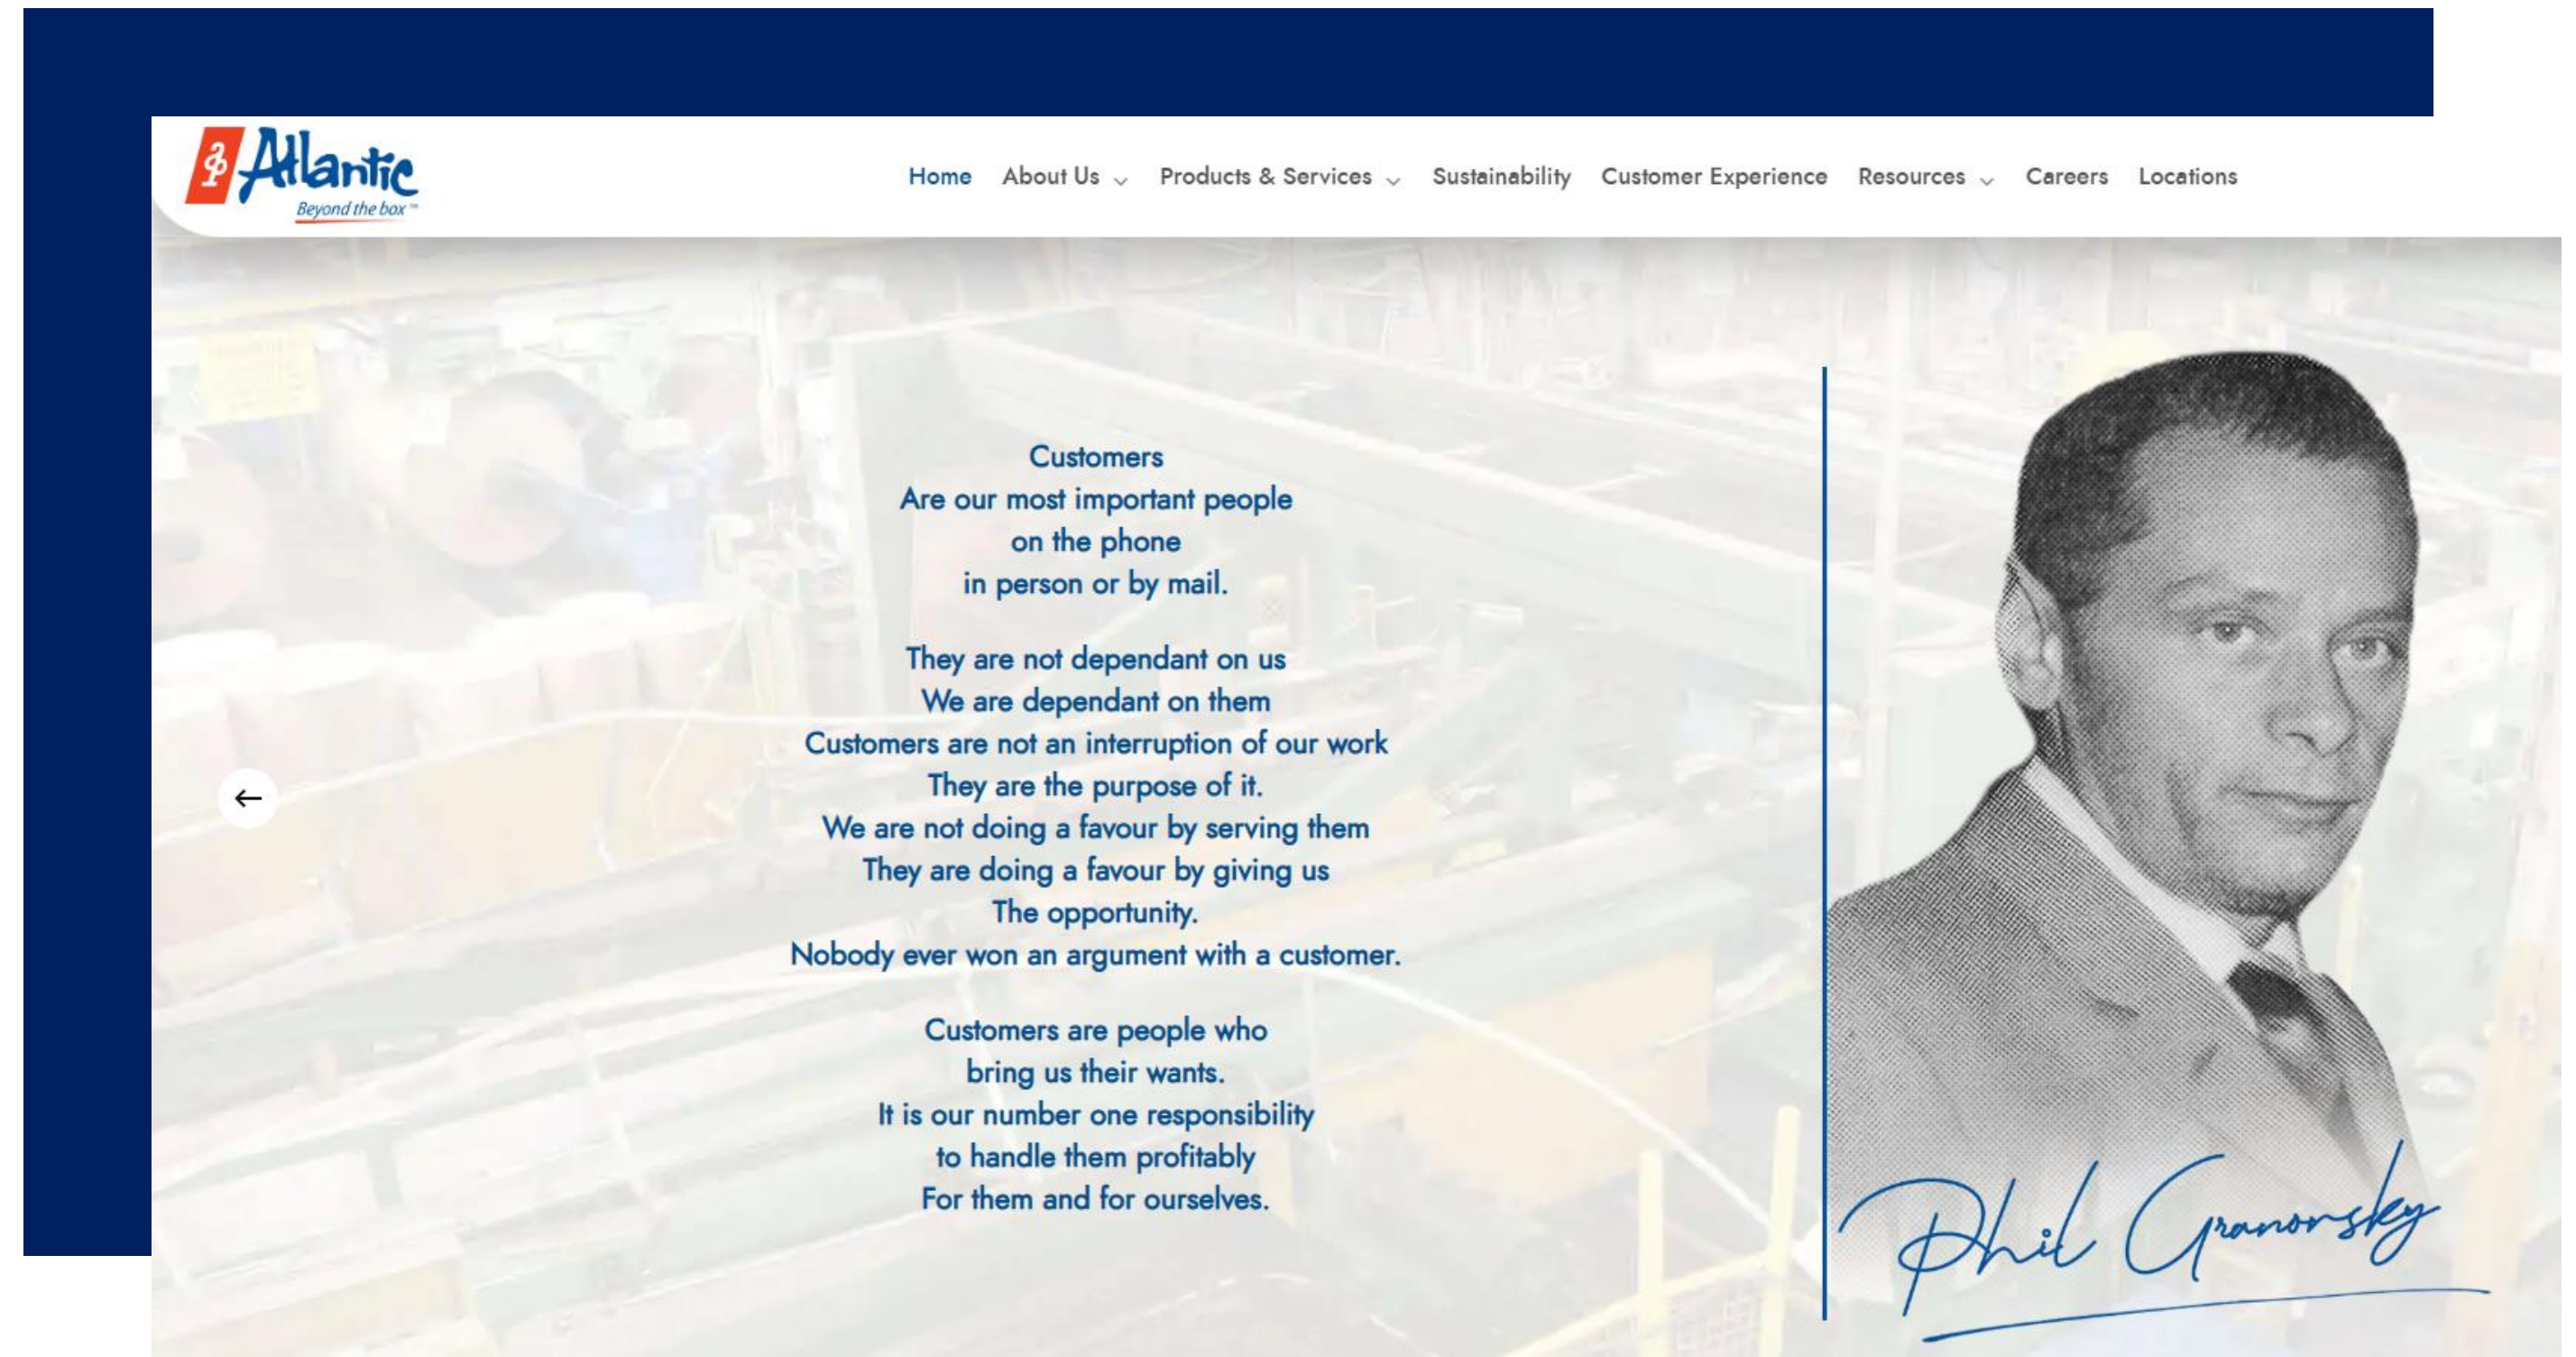 Atlantic
Beyond the box™
Home About Us Products & Services Sustainability Customer Experience Resources Careers Locations
Customers
Are our most important people
on the phone
in person or by mail.
They are not dependant on us
We are dependant on them
Customers are not an interruption of our work
They are the purpose of it.
We are not doing a favour by serving them
They are doing a favour by giving us
The opportunity.
Nobody ever won an argument with a customer.
Customers are people who
bring us their wants.
It is our number one responsibility
to handle them profitably
For them and for ourselves.
Phil Granovsky